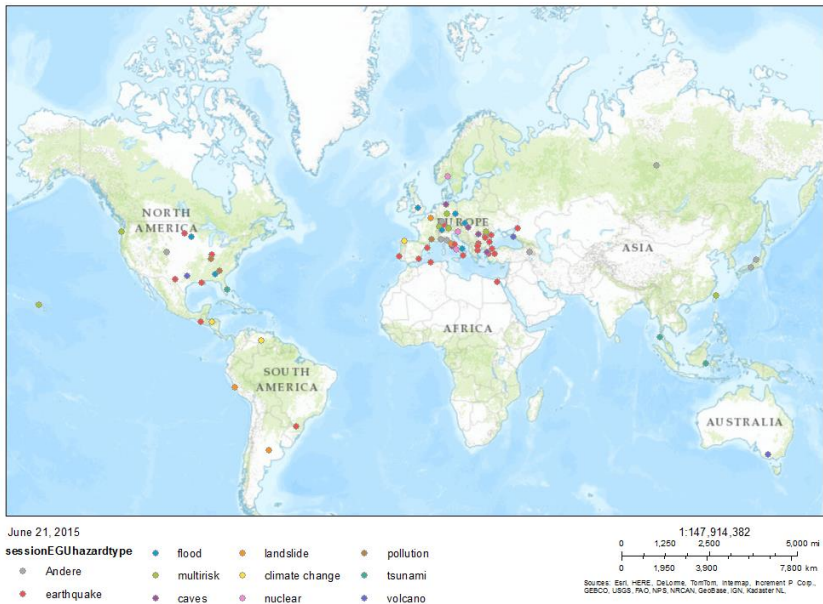 NORTH
AMERICA
EUROPE
ASIA
AFRICA
SOUTH
AMERICA
AUSTRALIA
June 21, 2015
sessionEGUhazardtype
Andere
earthquake
flood
multirisk
caves
landslide
climate change
nuclear
pollution
tsunami
volcano
1:147,914,382
0 1,250 2,500 5,000 mi
0 1,950 3,900 7,800 km
Sources: Esri, HERE, DeLorme, TomTom, Intermap, Increment P Corp.,
GEBCO, USGS, FAO, NPS, NRCAN, GeoBase, IGN, Kadaster NL,